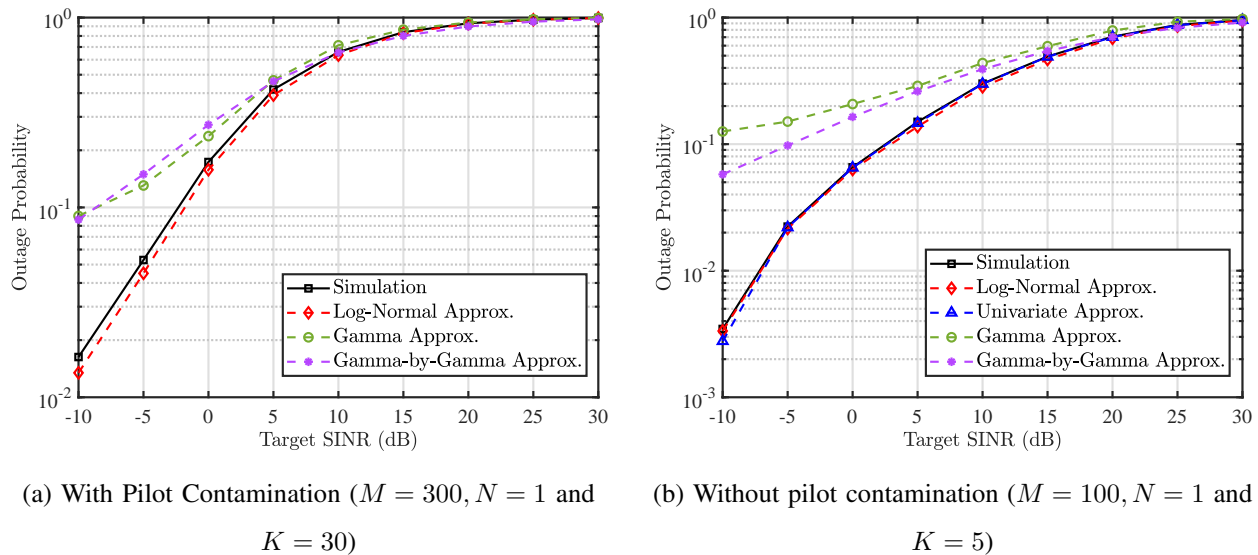 10^0
10^-1
10^-2
-10 -5 0 5 10 15 20 25 30
Outage Probability
Target SINR (dB)
Simulation
Log-Normal Approx.
Gamma Approx.
Gamma-by-Gamma Approx.
10^0
10^-1
10^-2
10^-3
-10 -5 0 5 10 15 20 25 30
Outage Probability
Target SINR (dB)
Simulation
Log-Normal Approx.
Univariate Approx.
Gamma Approx.
Gamma-by-Gamma Approx.
(a) With Pilot Contamination (M = 300, N = 1 and
K = 30)
(b) Without pilot contamination (M = 100, N = 1 and
K = 5)